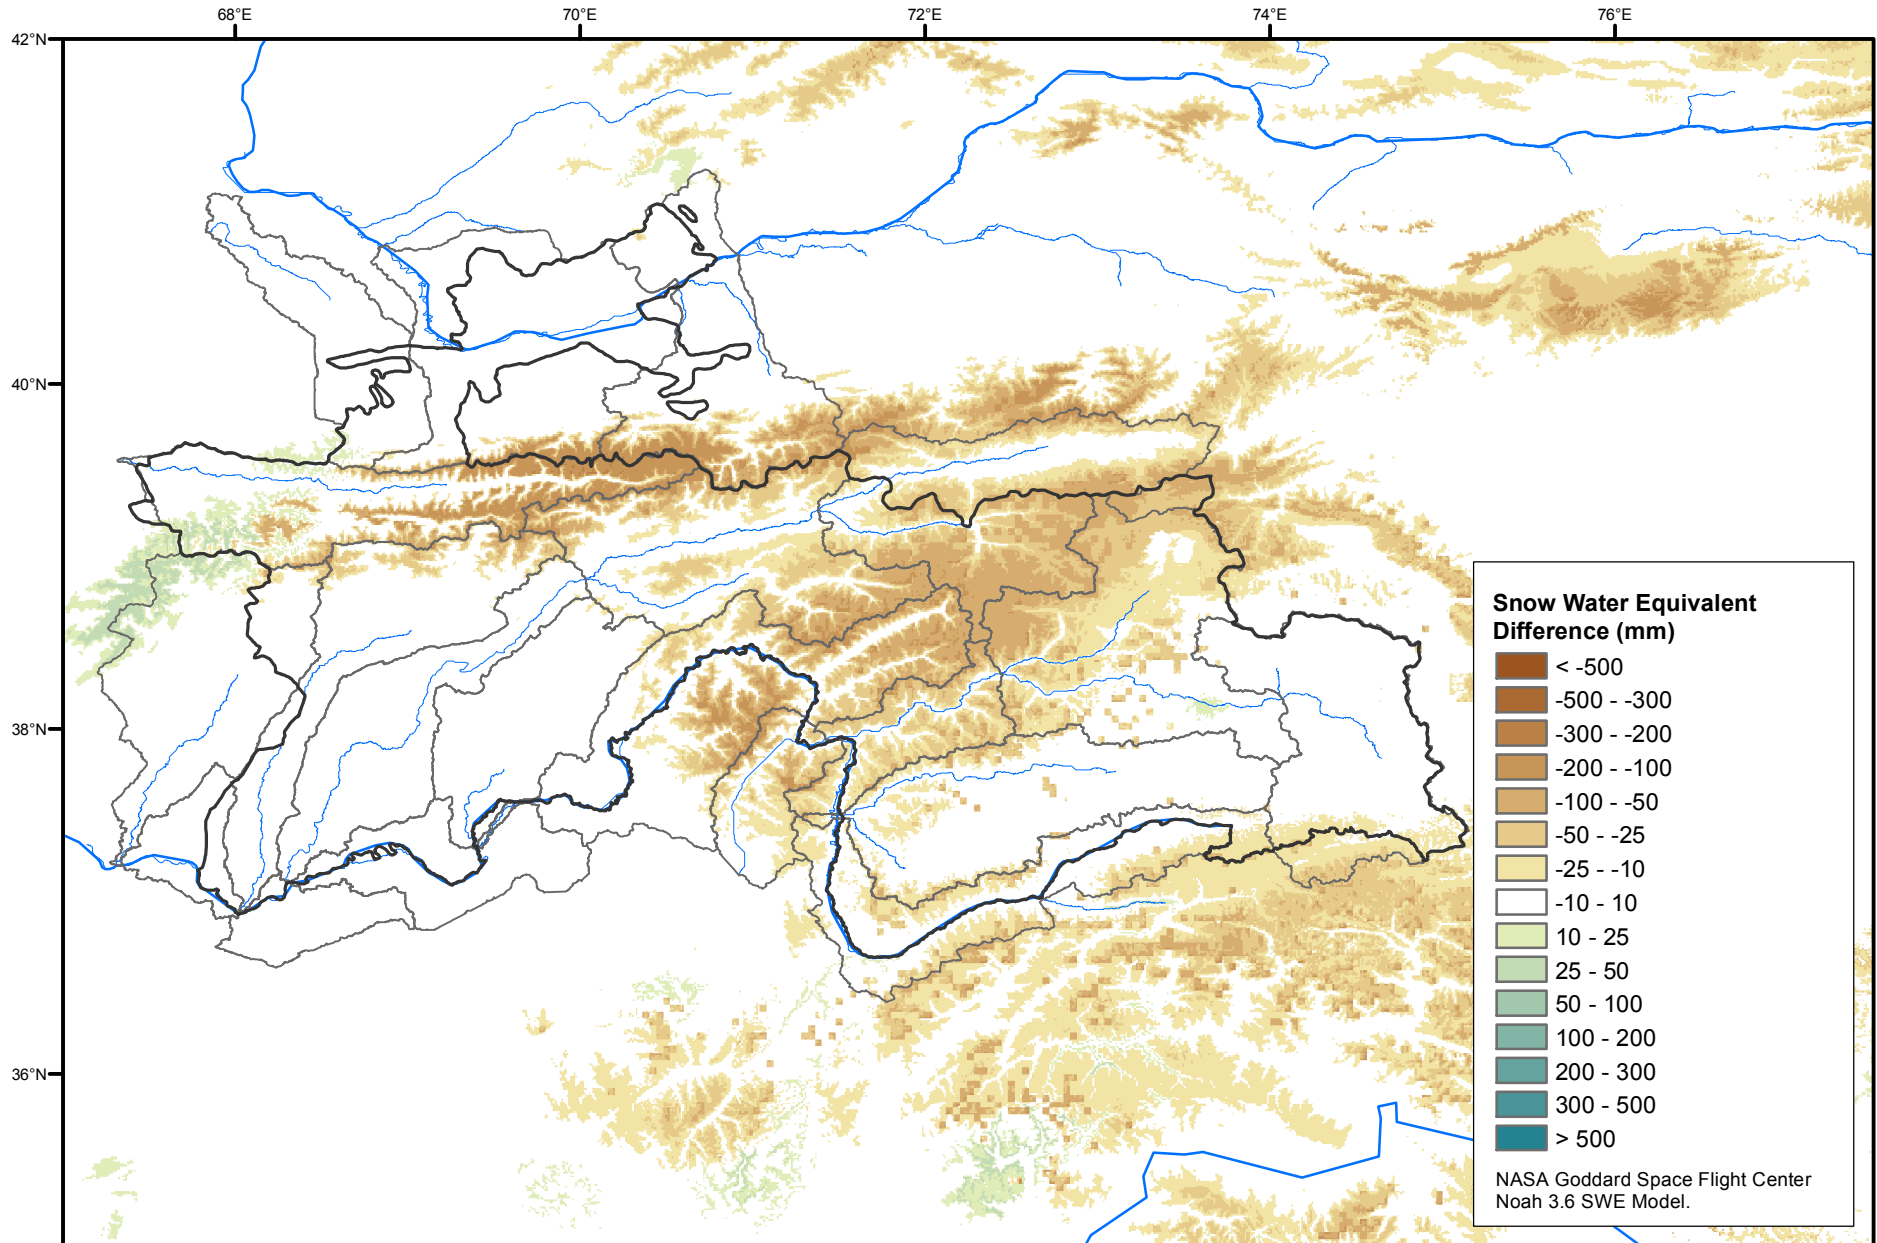 68°E 70°E 72°E 74°E 76°E
42°N
40°N
38°N
36°N
Snow Water Equivalent
Difference (mm)
< -500
-500 - -300
-300 - -200
-200 - -100
-100 - -50
-50 - -25
-25 - -10
-10 - 10
10 - 25
25 - 50
50 - 100
100 - 200
200 - 300
300 - 500
> 500
NASA Goddard Space Flight Center
Noah 3.6 SWE Model.